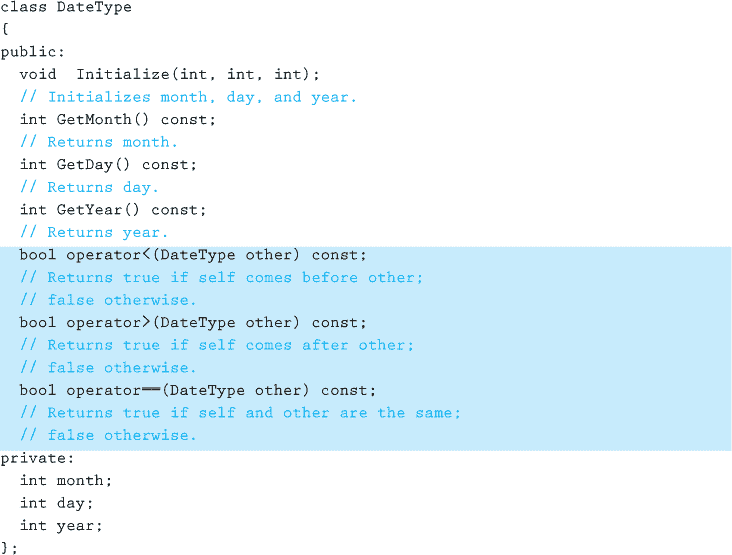 class DateType
{
public:
  void  Initialize(int, int, int);
  // Initializes month, day, and year.
  int GetMonth() const;
  // Returns month.
  int GetDay() const;
  // Returns day.
  int GetYear() const;
  // Returns year.
  bool operator<(DateType other) const;
  // Returns true if self comes before other;
  // false otherwise.
  bool operator>(DateType other) const;
  // Returns true if self comes after other;
  // false otherwise.
  bool operator==(DateType other) const;
  // Returns true if self and other are the same;
  // false otherwise.
private:
  int month;
  int day;
  int year;
};